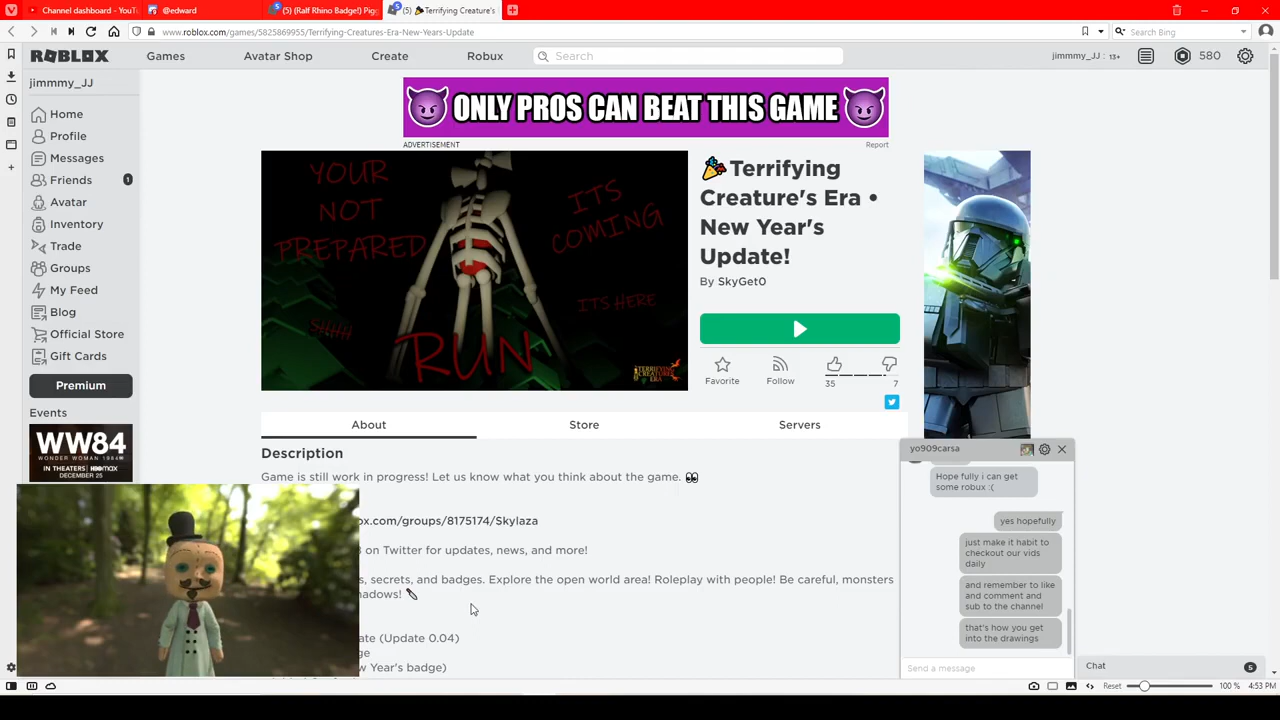 Channel dashboard - YouTu
@edward
(5) (Ralf Rhino Badge!) Pigg
(5) 🎉Terrifying Creature's
www.roblox.com/games/5825869955/Terrifying-Creatures-Era-New-Years-Update
Search Bing
ROBLOX
Games
Avatar Shop
Create
Robux
Search
jimmmy_JJ : 13+
580
jimmmy_JJ
Home
Profile
Messages
Friends
1
Avatar
Inventory
Trade
Groups
My Feed
Blog
Official Store
Gift Cards
Premium
Events
WW84
WONDER WOMAN 1984
IN THEATERS HBOMAX
DECEMBER 25
ONLY PROS CAN BEAT THIS GAME
ADVERTISEMENT
Report
YOUR
NOT
PREPARED
ITS
COMING
ITS HERE
SHHH
RUN
TERRIFYING
CREATURE'S
ERA
🎉Terrifying
Creature's Era •
New Year's
Update!
By SkyGet0
Favorite
Follow
35
7
About
Store
Servers
Description
Game is still work in progress! Let us know what you think about the game. 👀
ox.com/groups/8175174/Skylaza
on Twitter for updates, news, and more!
s, secrets, and badges. Explore the open world area! Roleplay with people! Be careful, monsters
hadows! 🔪
ate (Update 0.04)
ge
w Year's badge)
yo909carsa
Hope fully i can get
some robux :(
yes hopefully
just make it habit to
checkout our vids
daily
and remember to like
and comment and
sub to the channel
that's how you get
into the drawings
Send a message
Chat
5
Reset
100 %
4:53 PM